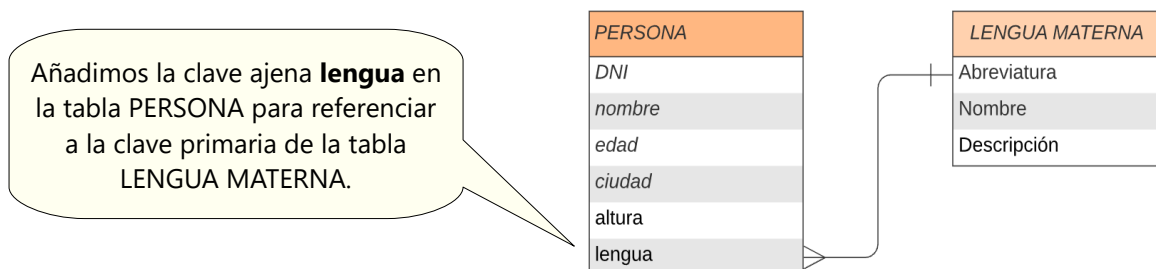 Añadimos la clave ajena lengua en
la tabla PERSONA para referenciar
a la clave primaria de la tabla
LENGUA MATERNA.
PERSONA
DNI
nombre
edad
ciudad
altura
lengua
LENGUA MATERNA
Abreviatura
Nombre
Descripción